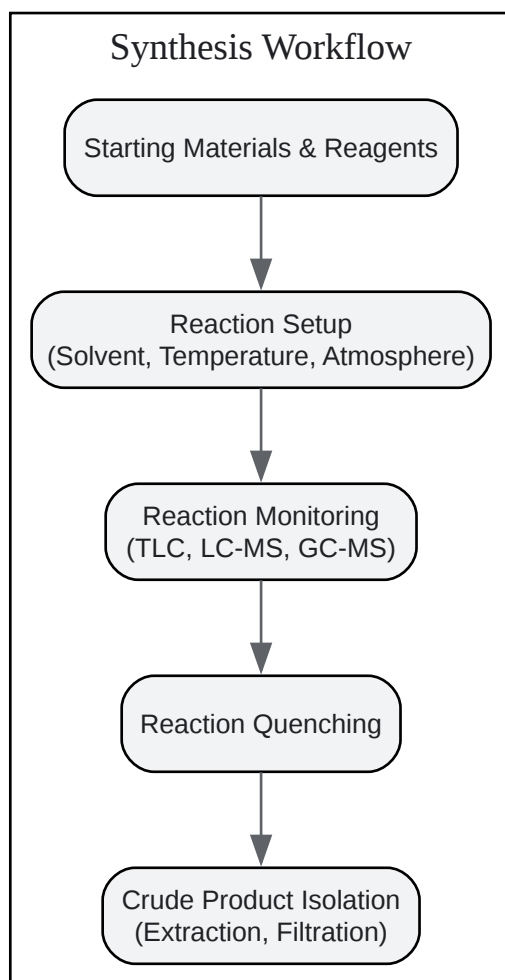 Synthesis Workflow
Starting Materials & Reagents
Reaction Setup
(Solvent, Temperature, Atmosphere)
Reaction Monitoring
(TLC, LC-MS, GC-MS)
Reaction Quenching
Crude Product Isolation
(Extraction, Filtration)